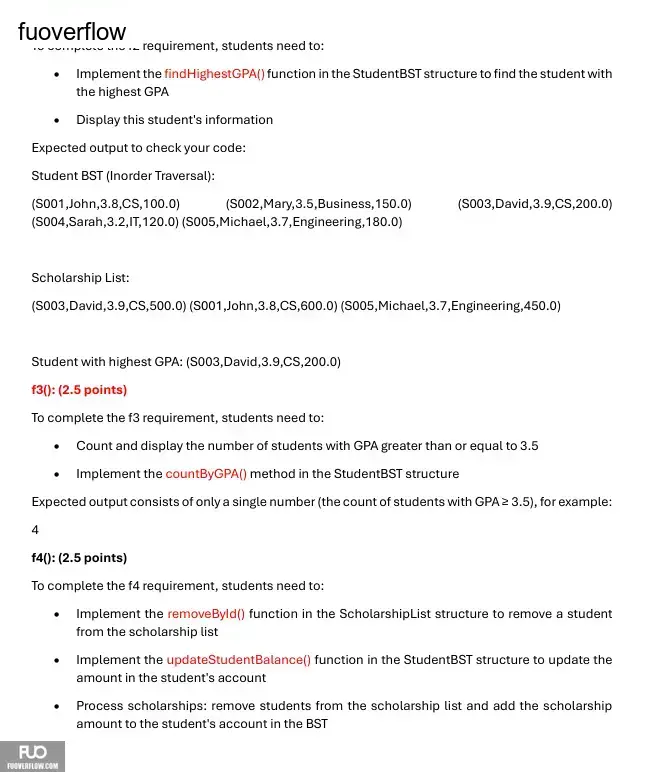 fuoverflow
To complete the f2 requirement, students need to:
• Implement the findHighestGPA() function in the StudentBST structure to find the student with
the highest GPA
• Display this student's information
Expected output to check your code:
Student BST (Inorder Traversal):
(S001,John,3.8,CS,100.0) (S002,Mary,3.5,Business,150.0) (S003,David,3.9,CS,200.0)
(S004,Sarah,3.2,IT,120.0) (S005,Michael,3.7,Engineering,180.0)
Scholarship List:
(S003,David,3.9,CS,500.0) (S001,John,3.8,CS,600.0) (S005,Michael,3.7,Engineering,450.0)
Student with highest GPA: (S003,David,3.9,CS,200.0)
f3(): (2.5 points)
To complete the f3 requirement, students need to:
• Count and display the number of students with GPA greater than or equal to 3.5
• Implement the countByGPA() method in the StudentBST structure
Expected output consists of only a single number (the count of students with GPA ≥ 3.5), for example:
4
f4(): (2.5 points)
To complete the f4 requirement, students need to:
• Implement the removeById() function in the ScholarshipList structure to remove a student
from the scholarship list
• Implement the updateStudentBalance() function in the StudentBST structure to update the
amount in the student's account
• Process scholarships: remove students from the scholarship list and add the scholarship
amount to the student's account in the BST
FUO
FUOVERFLOW.COM